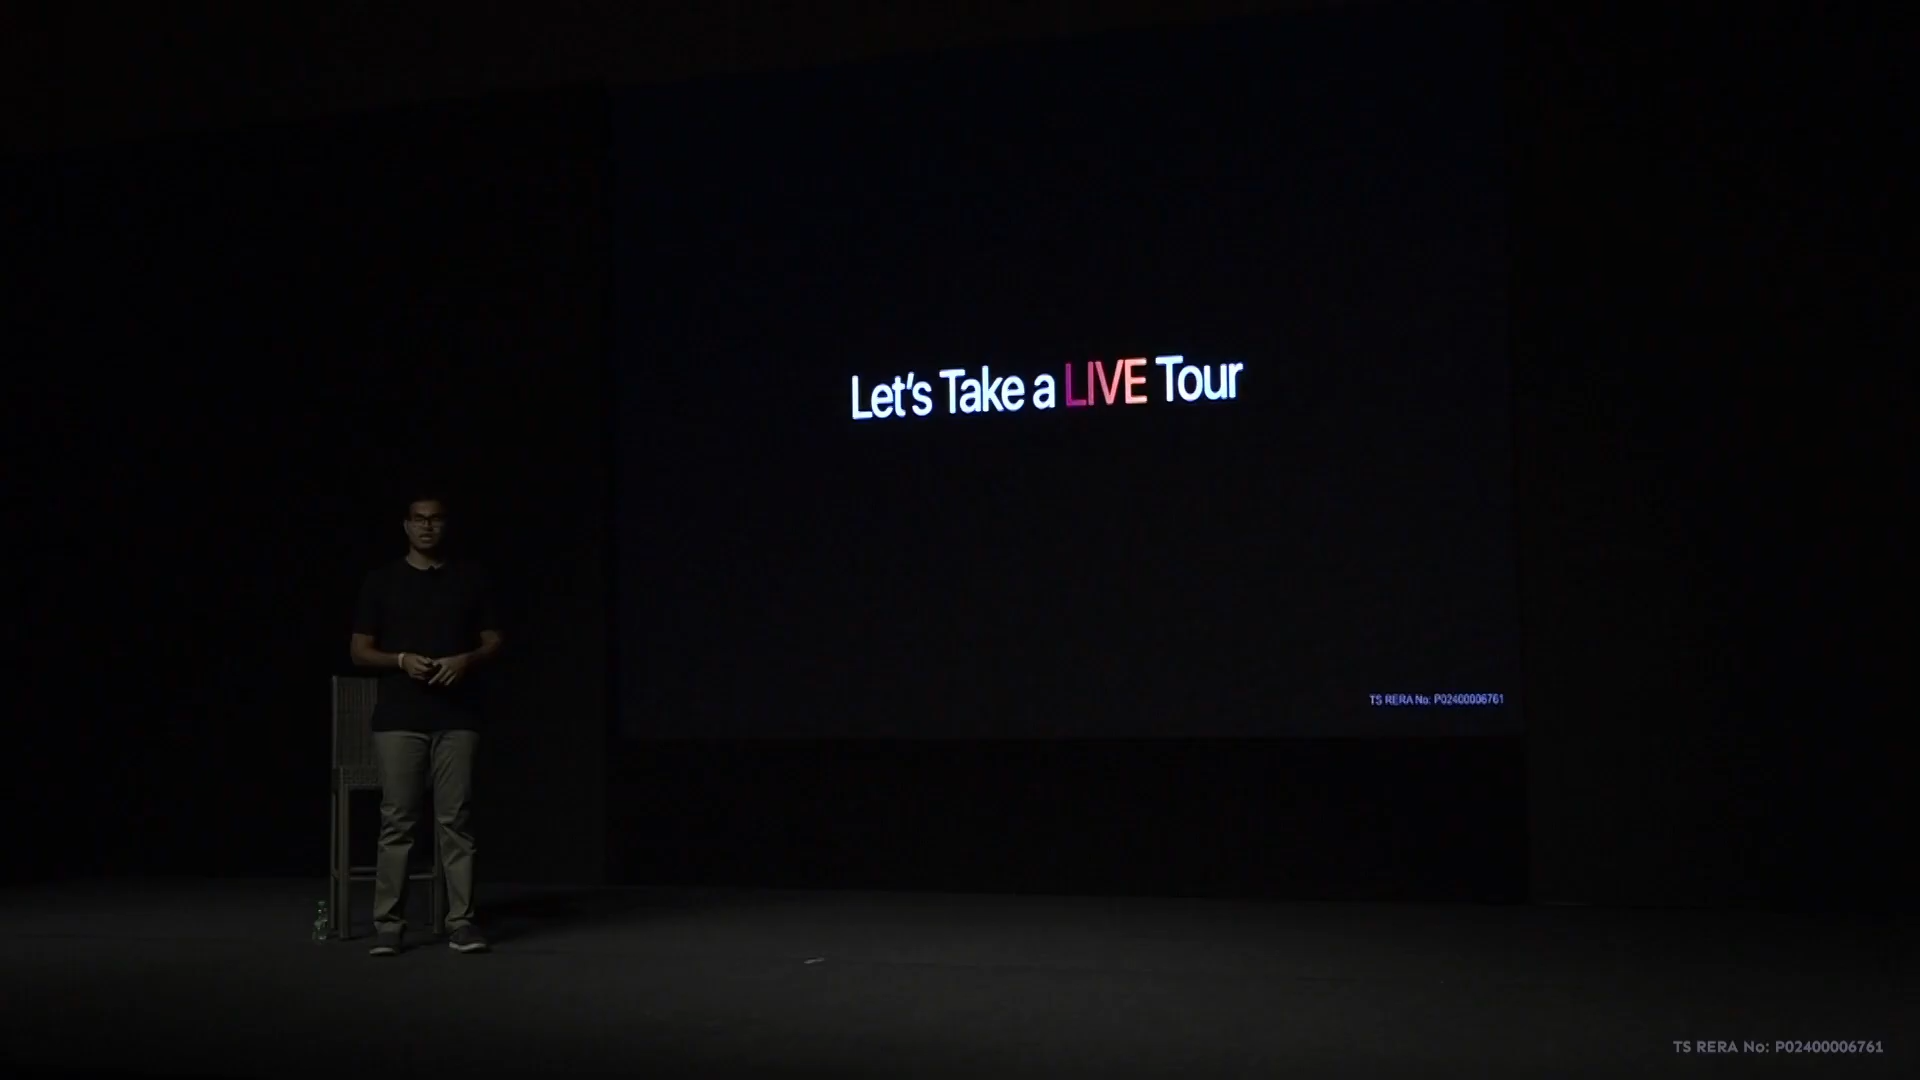 Let's Take a LIVE Tour
TS RERA No: P02400006761
TS RERA No: P02400006761